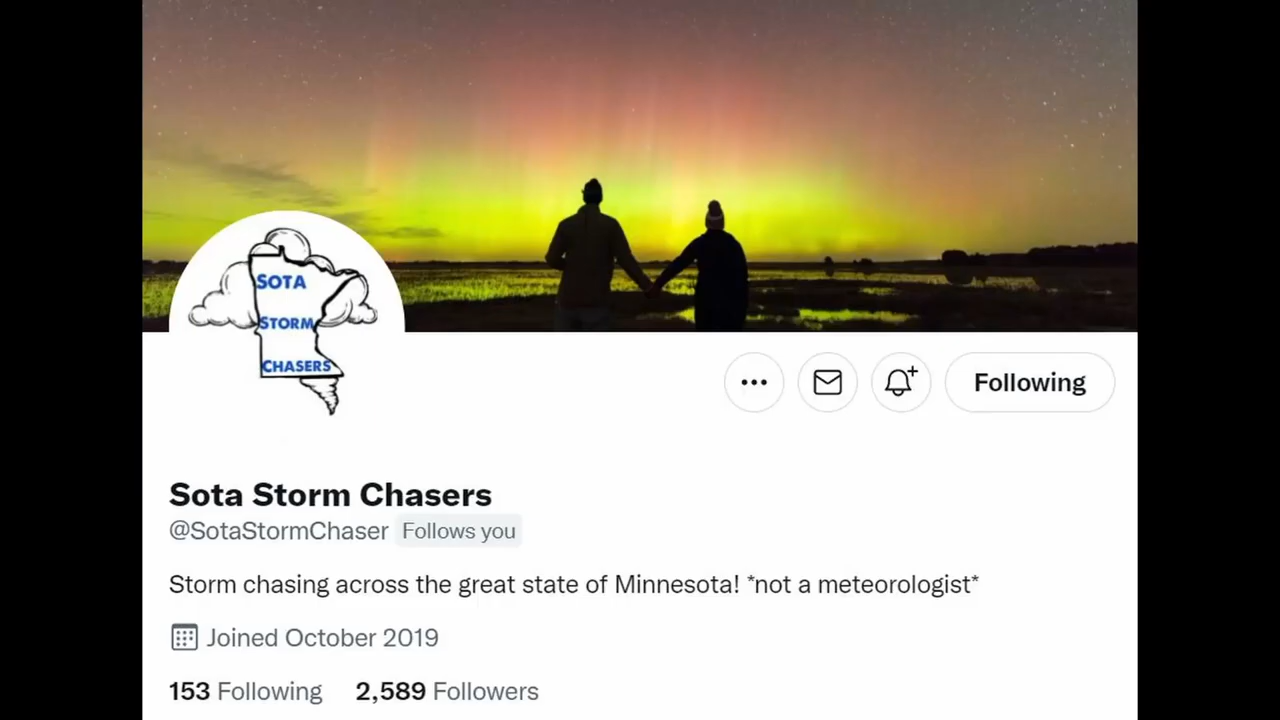 SOTA
STORM
CHASERS
Following
Sota Storm Chasers
@SotaStormChaser Follows you
Storm chasing across the great state of Minnesota! *not a meteorologist*
Joined October 2019
153 Following 2,589 Followers